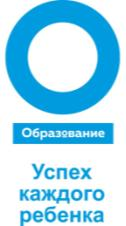 Образование
Успех
каждого
ребенка